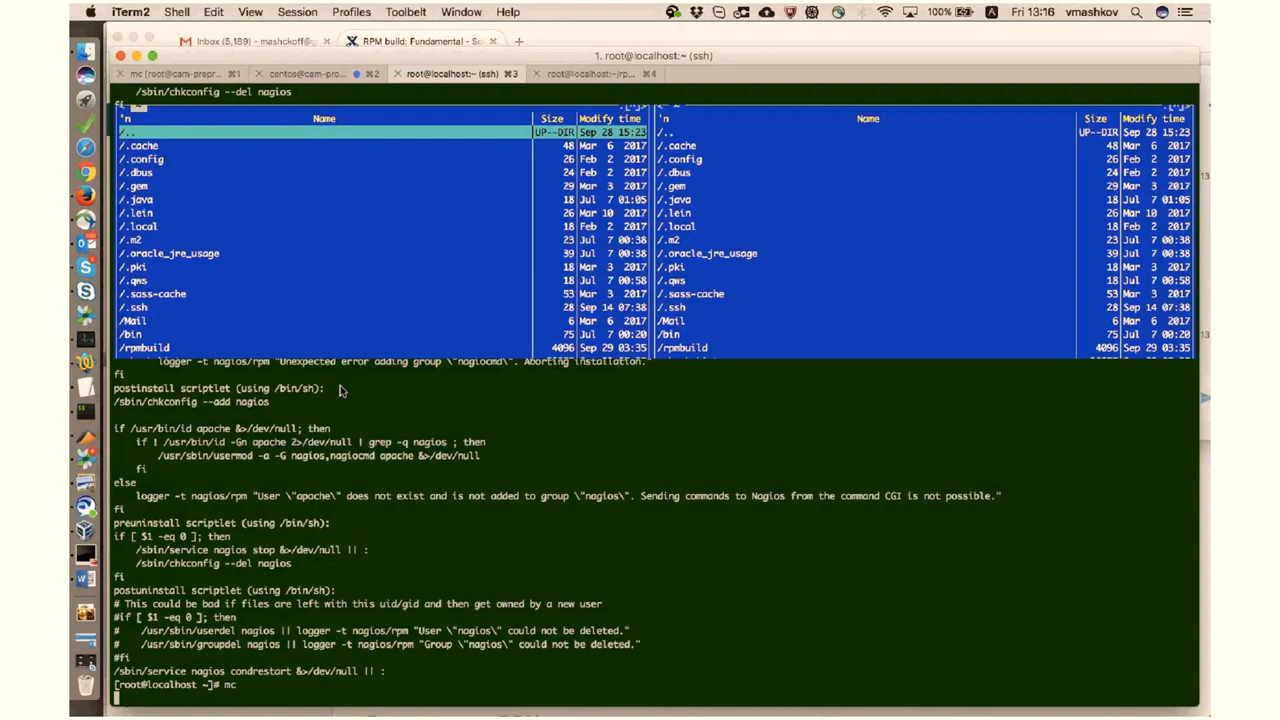 iTerm2 Shell Edit View Session Profiles Toolbelt Window Help 100% A Fri 13:16 vmashkov
Inbox (5,189) - mashckoff@g × RPM build: Fundamental - Sc × +
1. root@localhost:~ (ssh)
× mc [root@cam-prepr... ⌘1 × centos@cam-pro... ⌘2 × root@localhost:~ (ssh) ⌘3 × root@localhost:~/rp... ⌘4
/sbin/chkconfig --del nagios
fi ~ .[^]> <- ~ .[^]>
'n Name Size Modify time 'n Name Size Modify time
/.. UP--DIR Sep 28 15:23 /.. UP--DIR Sep 28 15:23
/.cache 48 Mar 6 2017 /.cache 48 Mar 6 2017
/.config 26 Feb 2 2017 /.config 26 Feb 2 2017
/.dbus 24 Feb 2 2017 /.dbus 24 Feb 2 2017
/.gem 29 Mar 3 2017 /.gem 29 Mar 3 2017
/.java 18 Jul 7 01:05 /.java 18 Jul 7 01:05
/.lein 26 Mar 10 2017 /.lein 26 Mar 10 2017
/.local 18 Feb 2 2017 /.local 18 Feb 2 2017
/.m2 23 Jul 7 00:38 /.m2 23 Jul 7 00:38
/.oracle_jre_usage 39 Jul 7 00:38 /.oracle_jre_usage 39 Jul 7 00:38
/.pki 18 Mar 3 2017 /.pki 18 Mar 3 2017
/.qws 18 Jul 7 00:58 /.qws 18 Jul 7 00:58
/.sass-cache 53 Mar 3 2017 /.sass-cache 53 Mar 3 2017
/.ssh 28 Sep 14 07:38 /.ssh 28 Sep 14 07:38
/Mail 6 Mar 6 2017 /Mail 6 Mar 6 2017
/bin 75 Jul 7 00:20 /bin 75 Jul 7 00:20
/rpmbuild 4096 Sep 29 03:35 /rpmbuild 4096 Sep 29 03:35
logger -t nagios/rpm "Unexpected error adding group \"nagiocmd\". Aborting installation."
fi
postinstall scriptlet (using /bin/sh):
/sbin/chkconfig --add nagios
if /usr/bin/id apache &>/dev/null; then
if ! /usr/bin/id -Gn apache 2>/dev/null | grep -q nagios ; then
/usr/sbin/usermod -a -G nagios,nagiocmd apache &>/dev/null
fi
else
logger -t nagios/rpm "User \"apache\" does not exist and is not added to group \"nagios\". Sending commands to Nagios from the command CGI is not possible."
fi
preuninstall scriptlet (using /bin/sh):
if [ $1 -eq 0 ]; then
/sbin/service nagios stop &>/dev/null || :
/sbin/chkconfig --del nagios
fi
postuninstall scriptlet (using /bin/sh):
# This could be bad if files are left with this uid/gid and then get owned by a new user
#if [ $1 -eq 0 ]; then
# /usr/sbin/userdel nagios || logger -t nagios/rpm "User \"nagios\" could not be deleted."
# /usr/sbin/groupdel nagios || logger -t nagios/rpm "Group \"nagios\" could not be deleted."
#fi
/sbin/service nagios condrestart &>/dev/null || :
[root@localhost ~]# mc